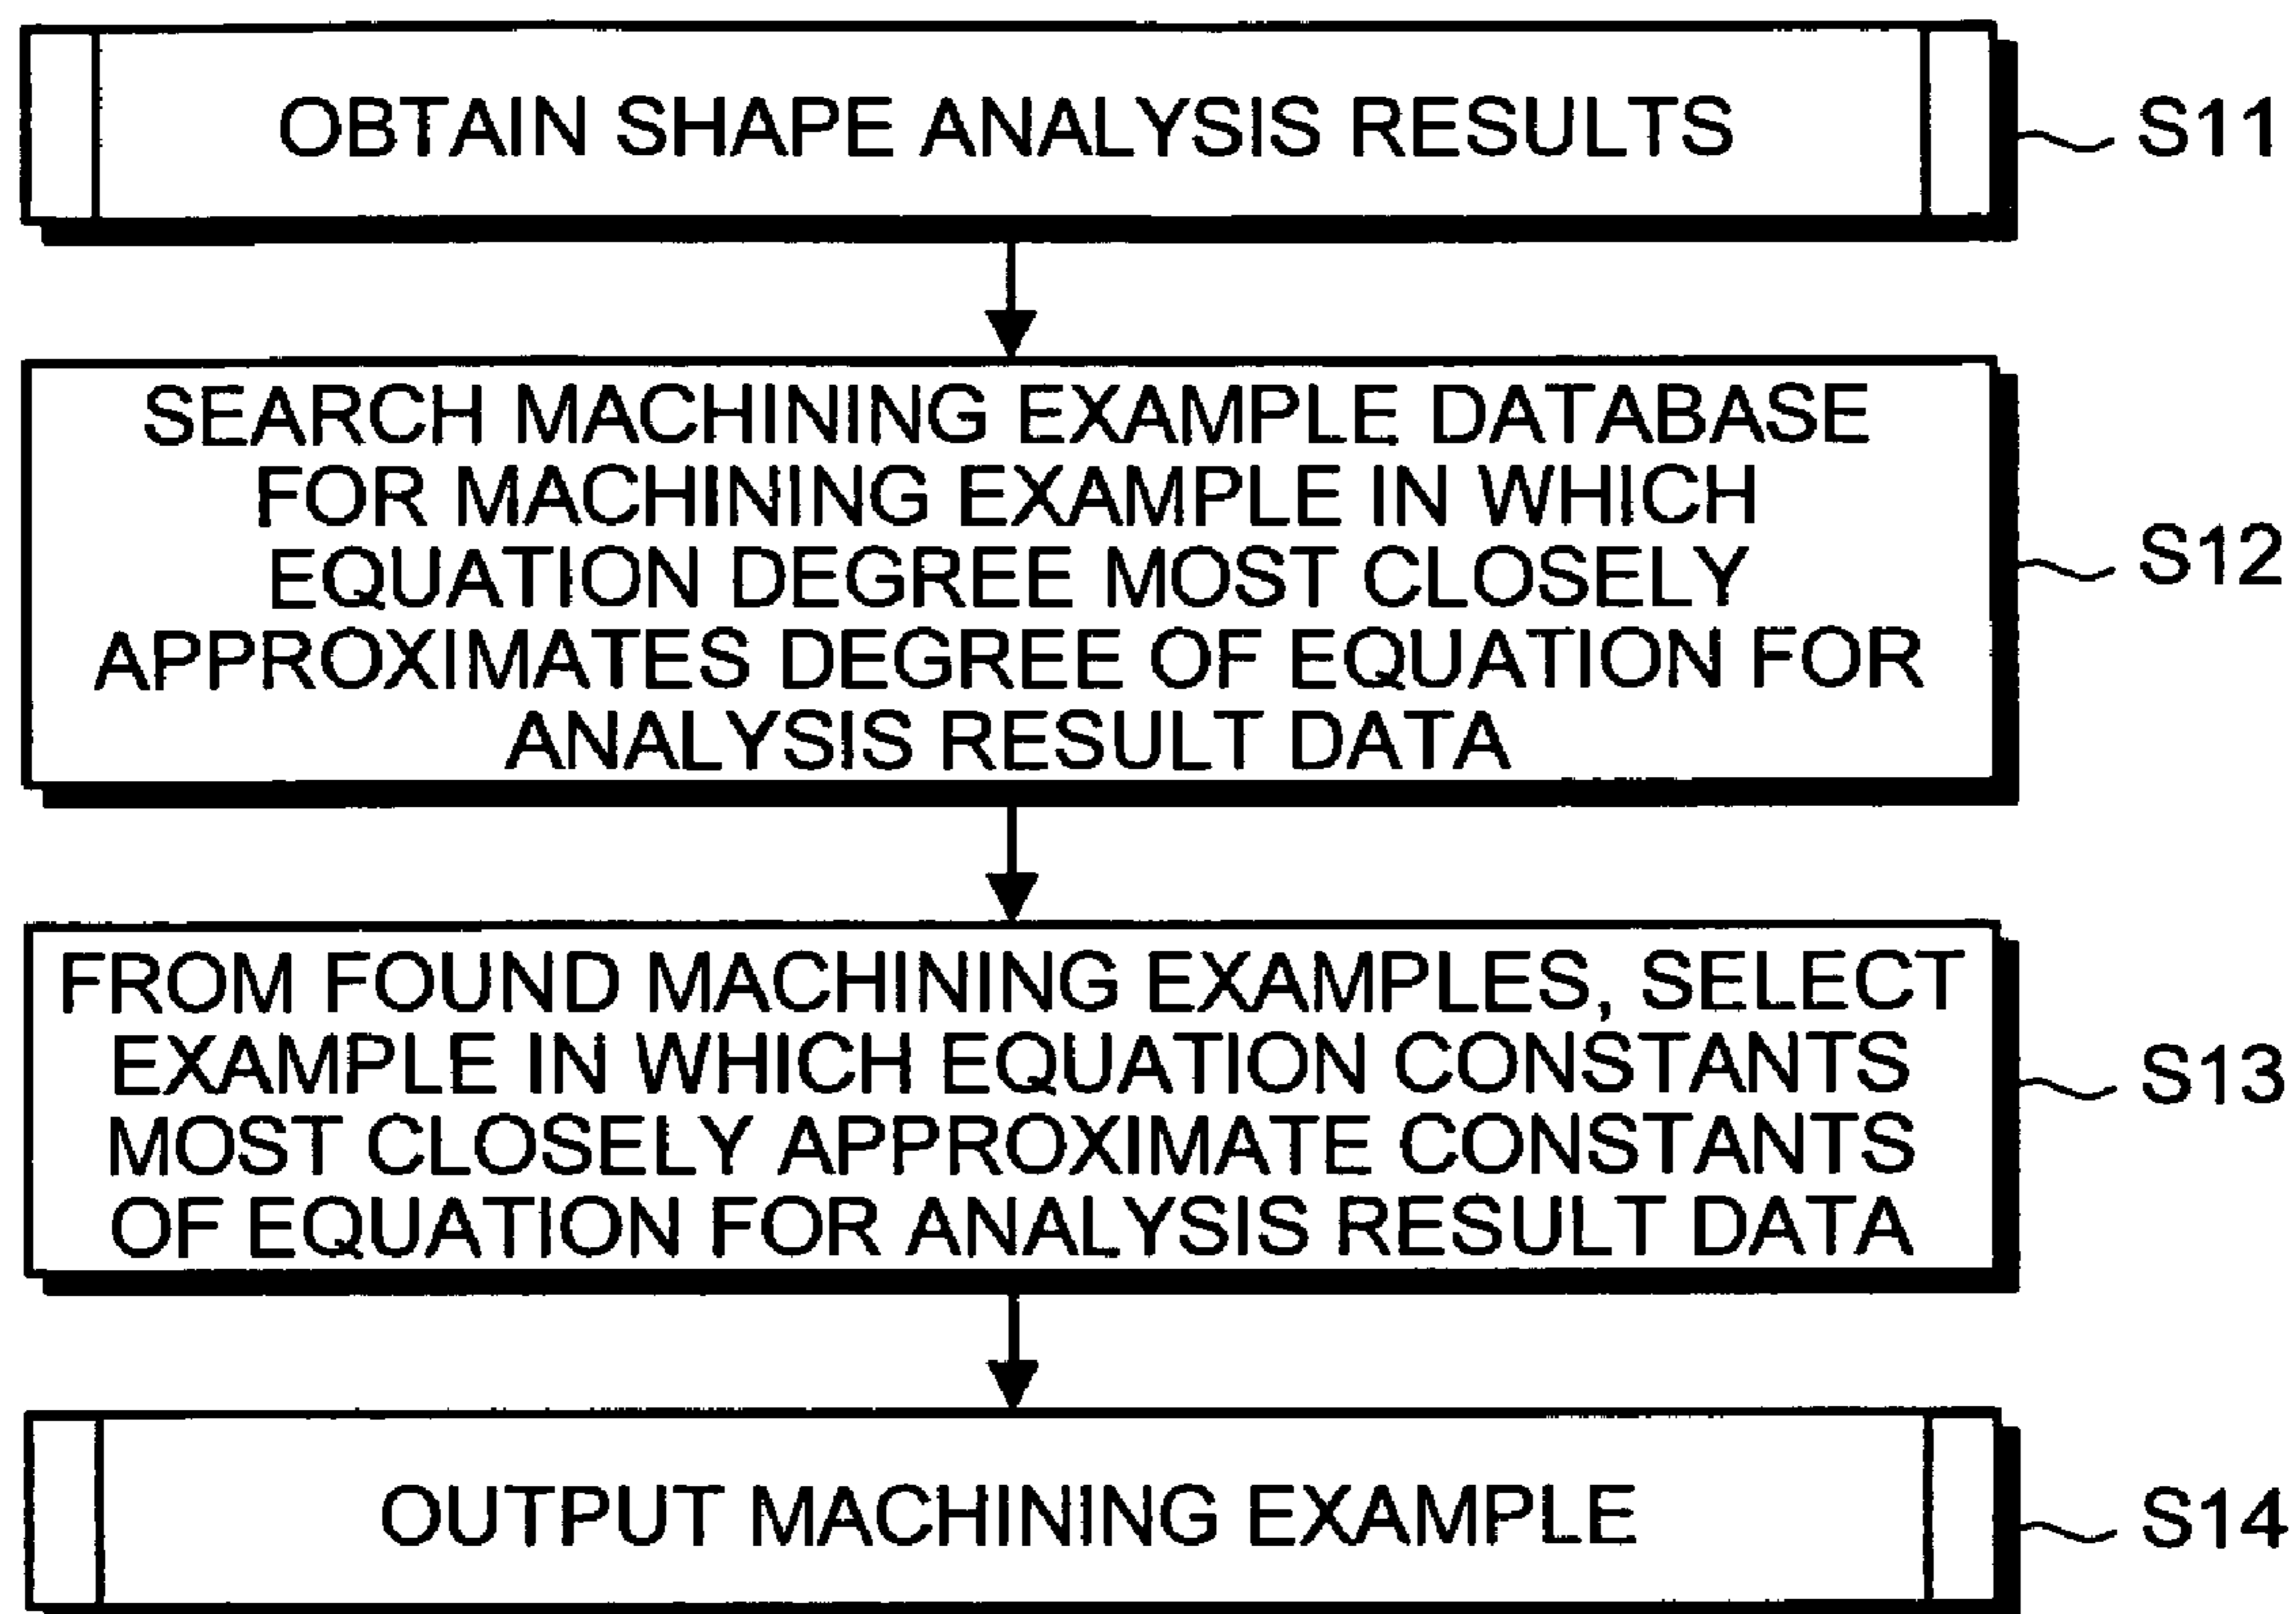 OBTAIN SHAPE ANALYSIS RESULTS
S11
SEARCH MACHINING EXAMPLE DATABASE
FOR MACHINING EXAMPLE IN WHICH
EQUATION DEGREE MOST CLOSELY
APPROXIMATES DEGREE OF EQUATION FOR
ANALYSIS RESULT DATA
S12
FROM FOUND MACHINING EXAMPLES, SELECT
EXAMPLE IN WHICH EQUATION CONSTANTS
MOST CLOSELY APPROXIMATE CONSTANTS
OF EQUATION FOR ANALYSIS RESULT DATA
S13
OUTPUT MACHINING EXAMPLE
S14